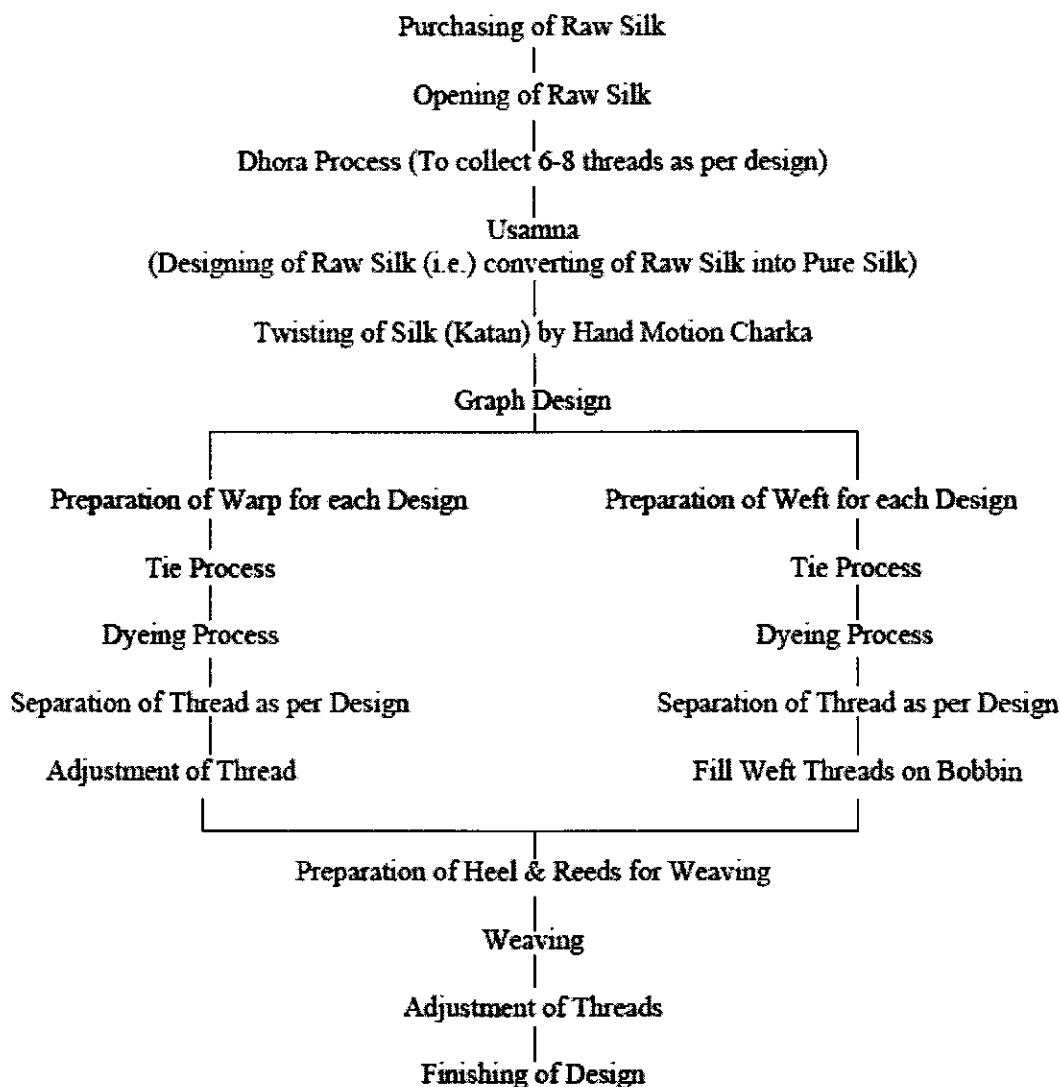 Purchasing of Raw Silk
Opening of Raw Silk
Dhora Process (To collect 6-8 threads as per design)
Usamna
(Designing of Raw Silk (i.e.) converting of Raw Silk into Pure Silk)
Twisting of Silk (Katan) by Hand Motion Charka
Graph Design
Preparation of Warp for each Design
Tie Process
Dyeing Process
Separation of Thread as per Design
Adjustment of Thread
Preparation of Weft for each Design
Tie Process
Dyeing Process
Separation of Thread as per Design
Fill Weft Threads on Bobbin
Preparation of Heel & Reeds for Weaving
Weaving
Adjustment of Threads
Finishing of Design